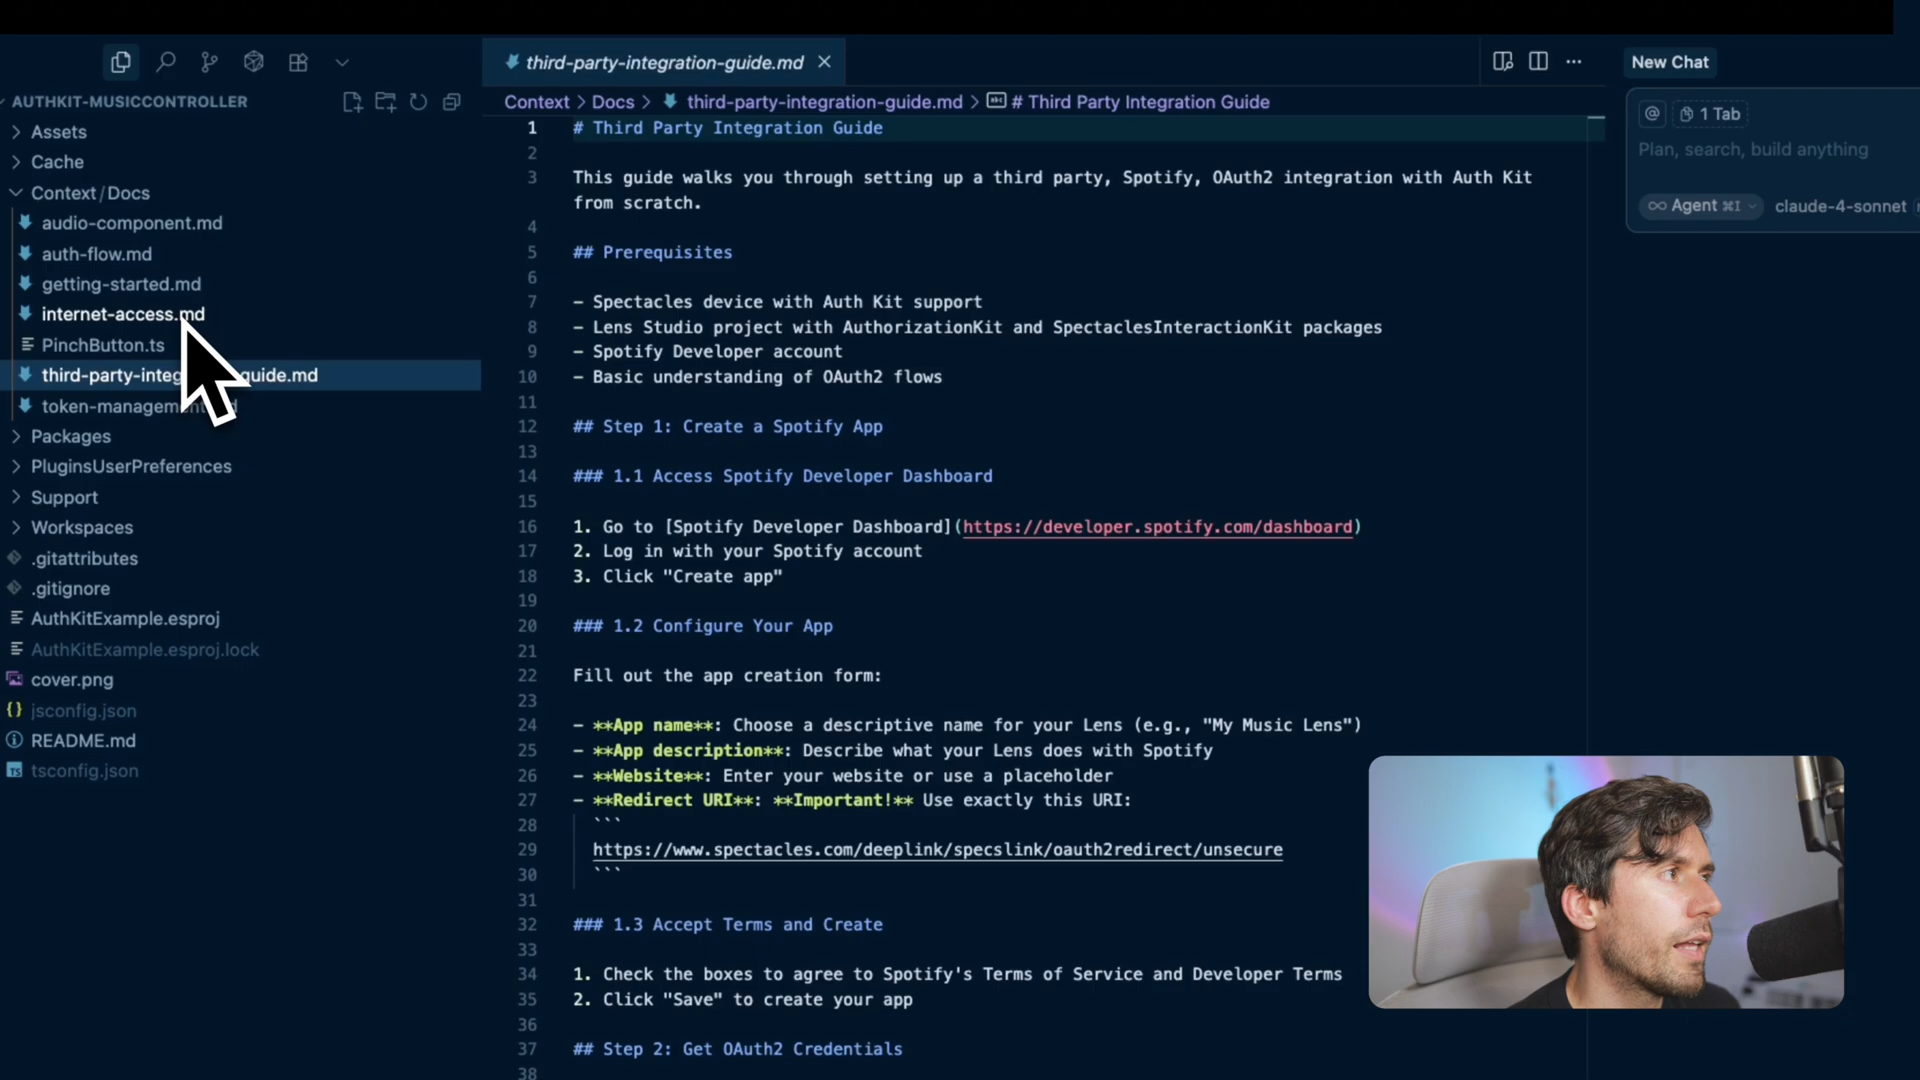 AUTHKIT-MUSICCONTROLLER
Assets
Cache
Context / Docs
audio-component.md
auth-flow.md
getting-started.md
internet-access.md
PinchButton.ts
third-party-integ guide.md
Packages
PluginsUserPreferences
Support
Workspaces
.gitattributes
.gitignore
AuthKitExample.esproj
AuthKitExample.esproj.lock
cover.png
jsconfig.json
README.md
tsconfig.json
third-party-integration-guide.md
Context > Docs > third-party-integration-guide.md > # Third Party Integration Guide
1 # Third Party Integration Guide
2
3 This guide walks you through setting up a third party, Spotify, OAuth2 integration with Auth Kit
from scratch.
4
5 ## Prerequisites
6
7 - Spectacles device with Auth Kit support
8 - Lens Studio project with AuthorizationKit and SpectaclesInteractionKit packages
9 - Spotify Developer account
10 - Basic understanding of OAuth2 flows
11
12 ## Step 1: Create a Spotify App
13
14 ### 1.1 Access Spotify Developer Dashboard
15
16 1. Go to [Spotify Developer Dashboard](https://developer.spotify.com/dashboard)
17 2. Log in with your Spotify account
18 3. Click "Create app"
19
20 ### 1.2 Configure Your App
21
22 Fill out the app creation form:
23
24 - **App name**: Choose a descriptive name for your Lens (e.g., "My Music Lens")
25 - **App description**: Describe what your Lens does with Spotify
26 - **Website**: Enter your website or use a placeholder
27 - **Redirect URI**: **Important!** Use exactly this URI:
28 ```
29 https://www.spectacles.com/deeplink/specslink/oauth2redirect/unsecure
30 ```
31
32 ### 1.3 Accept Terms and Create
33
34 1. Check the boxes to agree to Spotify's Terms of Service and Developer Terms
35 2. Click "Save" to create your app
36
37 ## Step 2: Get OAuth2 Credentials
38
New Chat
@ 1 Tab
Plan, search, build anything
∞ Agent ⌘I claude-4-sonnet